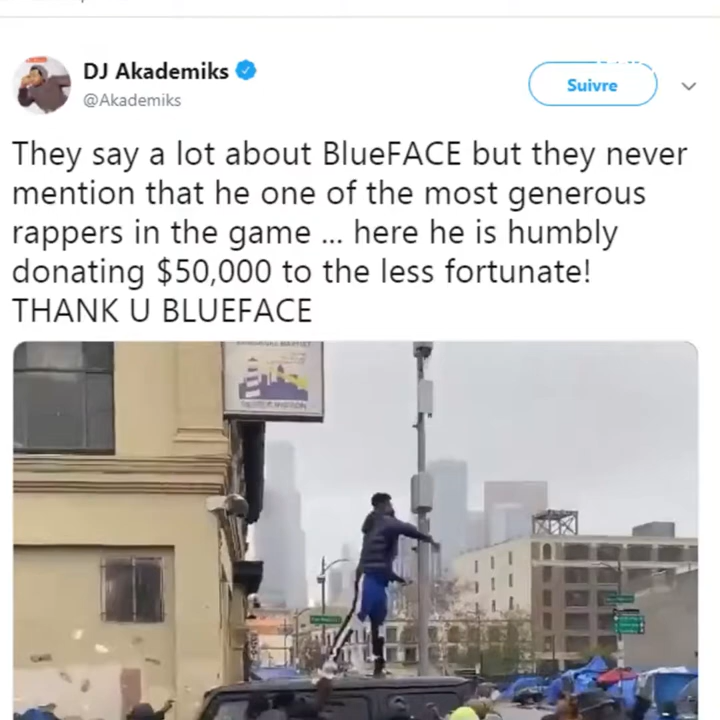 DJ Akademiks
@Akademiks
Suivre
They say a lot about BlueFACE but they never
mention that he one of the most generous
rappers in the game ... here he is humbly
donating $50,000 to the less fortunate!
THANK U BLUEFACE